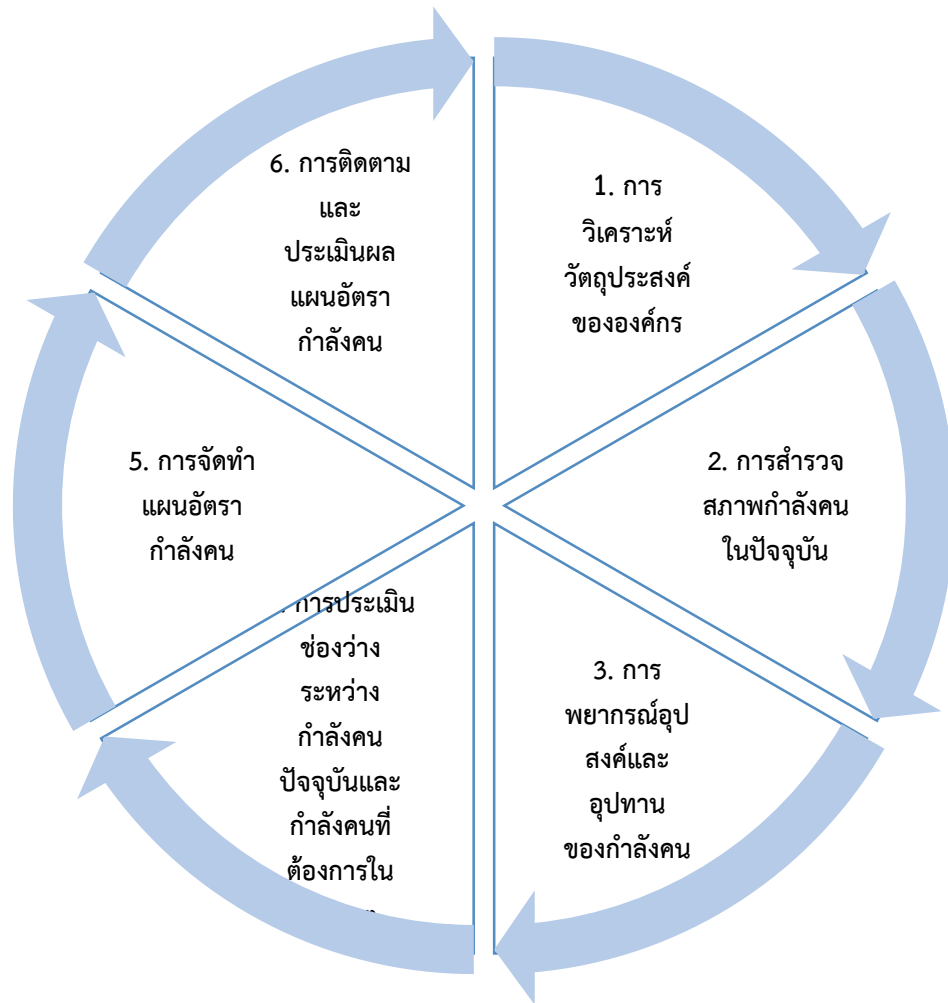 1. การ
วิเคราะห์
วัตถุประสงค์
ขององค์กร
2. การสำรวจ
สภาพกำลังคน
ในปัจจุบัน
3. การ
พยากรณ์อุป
สงค์และ
อุปทาน
ของกำลังคน
การประเมิน
ช่องว่าง
ระหว่าง
กำลังคน
ปัจจุบันและ
กำลังคนที่
ต้องการใน
5. การจัดทำ
แผนอัตรา
กำลังคน
6. การติดตาม
และ
ประเมินผล
แผนอัตรา
กำลังคน